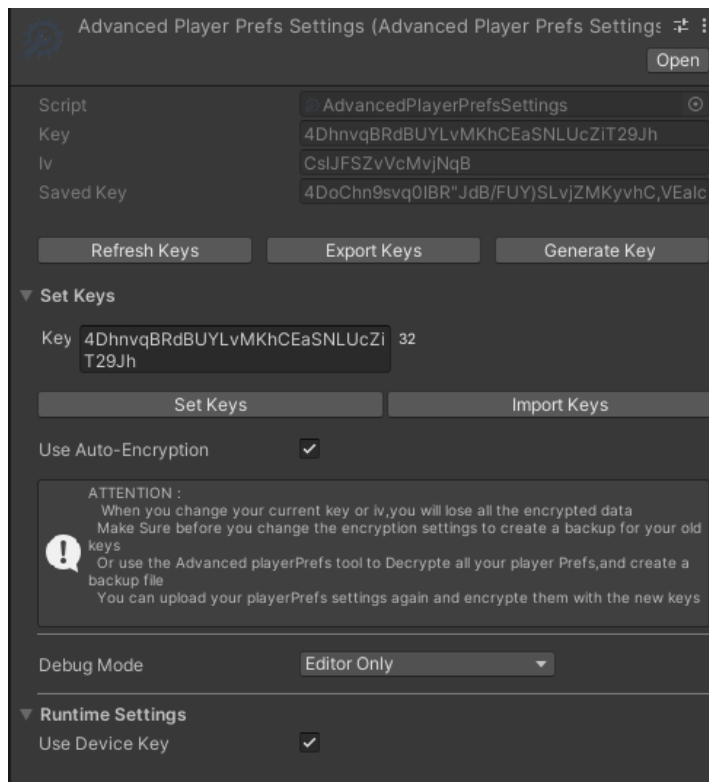 Advanced Player Prefs Settings (Advanced Player Prefs Settings
Open
Script AdvancedPlayerPrefsSettings
Key 4DhnvqBRdBUYLvMKhCEaSNLUcZiT29Jh
Iv CslJFSZvVcMvjNqB
Saved Key 4DoChn9svq0IBR"JdB/FUY)SLvjZMKyvhC,VEalc
Refresh Keys Export Keys Generate Key
Set Keys
Key 4DhnvqBRdBUYLvMKhCEaSNLUcZi 32
T29Jh
Set Keys Import Keys
Use Auto-Encryption
ATTENTION :
When you change your current key or iv,you will lose all the encrypted data
Make Sure before you change the encryption settings to create a backup for your old
keys
Or use the Advanced playerPrefs tool to Decrypte all your player Prefs,and create a
backup file
You can upload your playerPrefs settings again and encrypte them with the new keys
Debug Mode Editor Only
Runtime Settings
Use Device Key